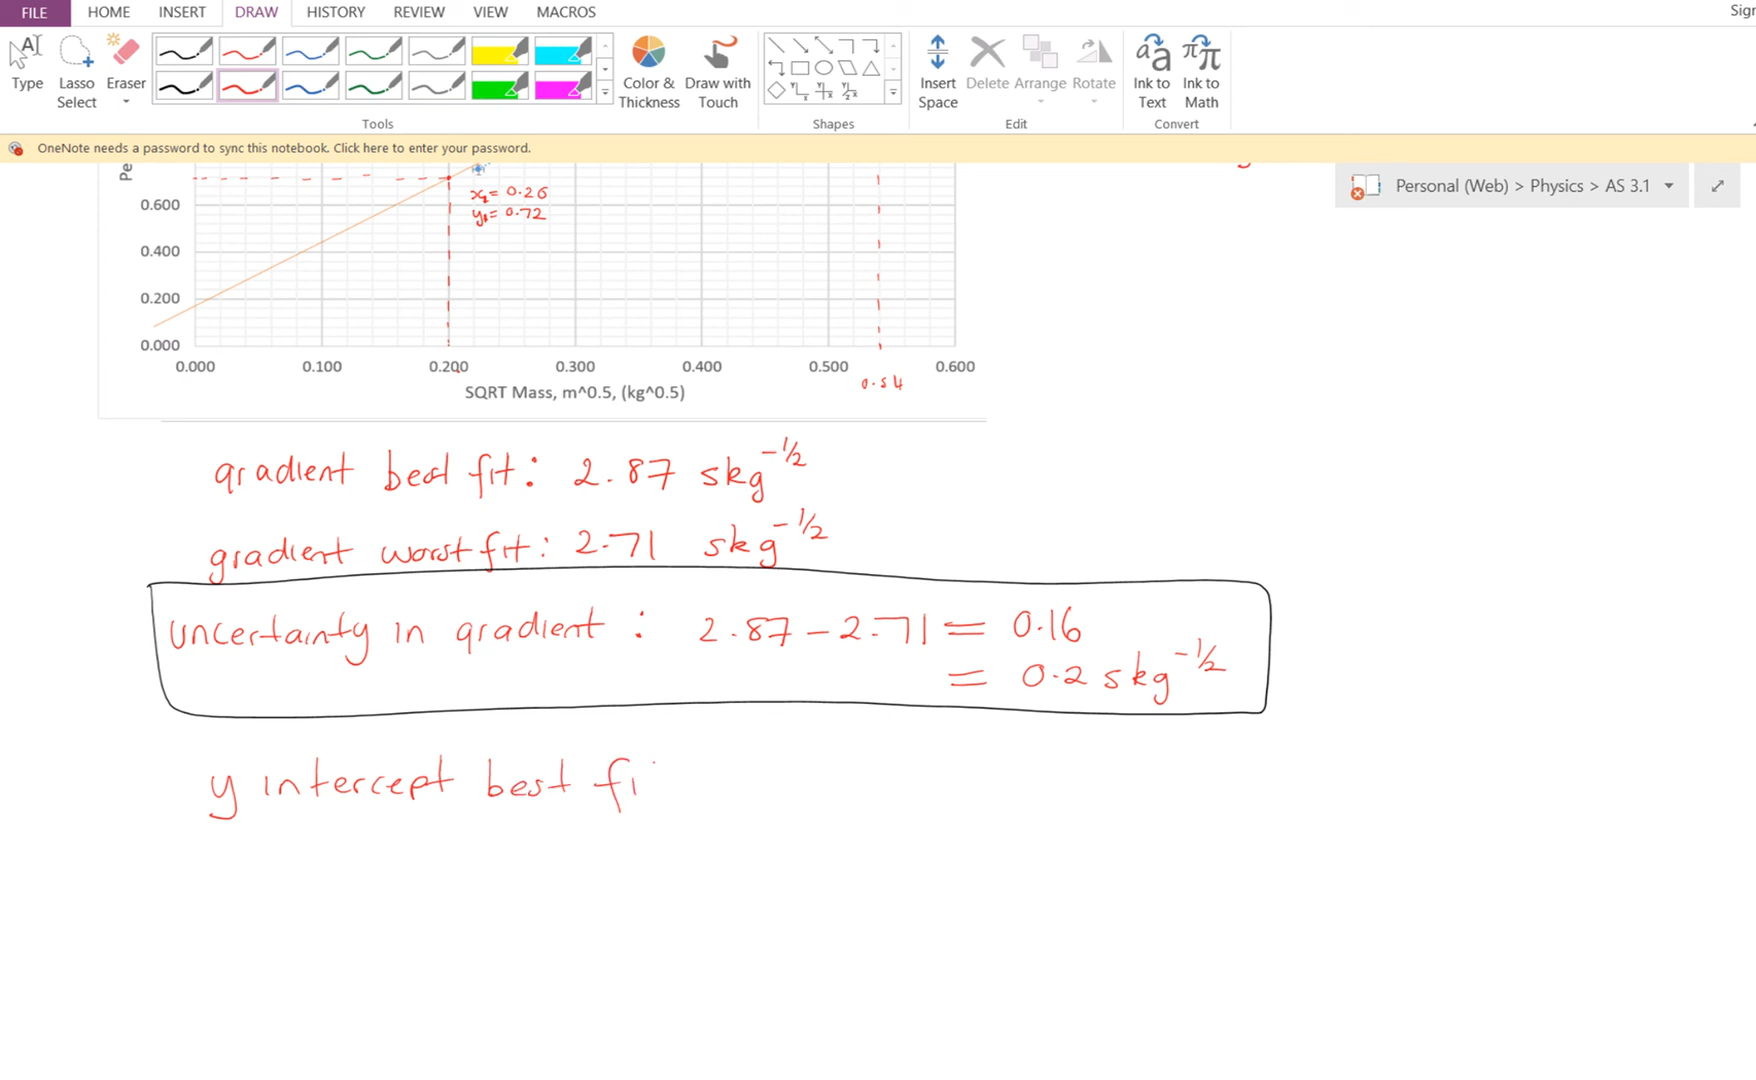 FILE HOME INSERT DRAW HISTORY REVIEW VIEW MACROS
Type
Lasso Select
Eraser
Color & Thickness
Draw with Touch
Insert Space
Delete Arrange Rotate
Ink to Text
Ink to Math
Tools Shapes Edit Convert
OneNote needs a password to sync this notebook. Click here to enter your password.
Personal (Web) > Physics > AS 3.1
0.600
0.400
0.200
0.000
0.000 0.100 0.200 0.300 0.400 0.500 0.600
0.54
SQRT Mass, m^0.5, (kg^0.5)
y₁= 0.72
gradient best fit: 2.87 skg^-1/2
gradient worst fit: 2.71 skg^-1/2
uncertainty in gradient : 2.87 – 2.71 = 0.16
= 0.2 skg^-1/2
y intercept best fi